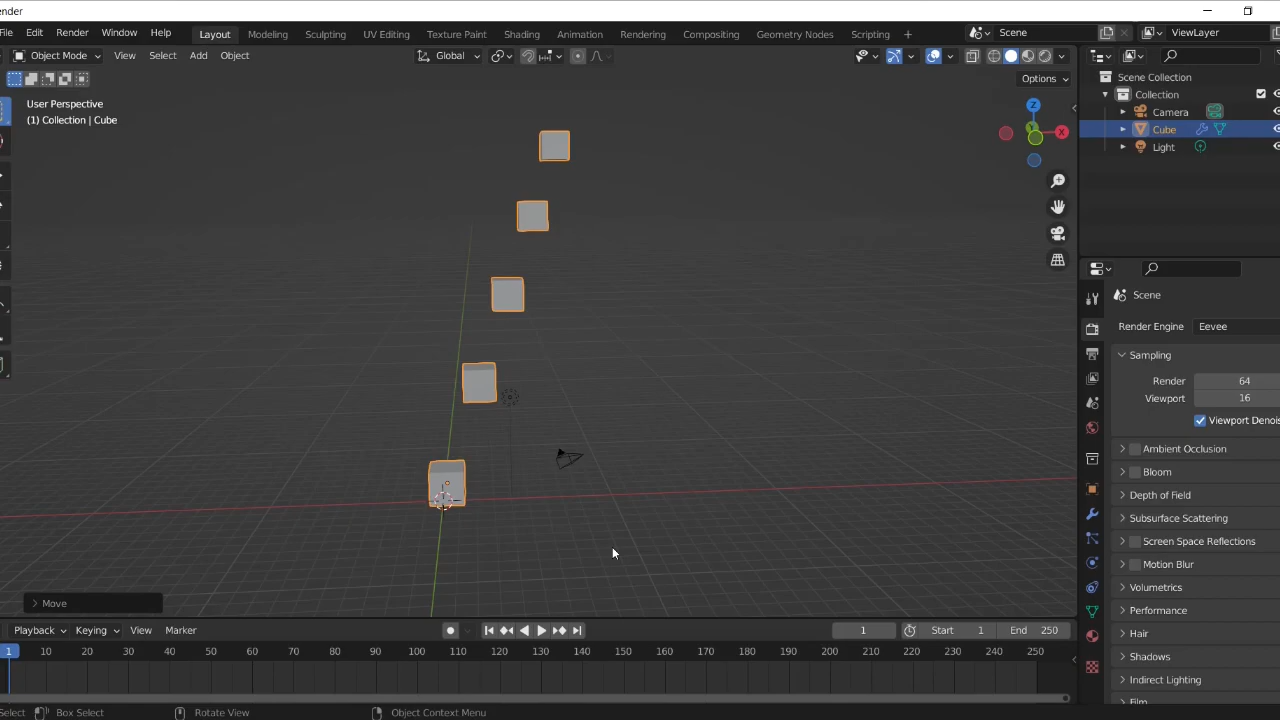 ender
File Edit Render Window Help Layout Modeling Sculpting UV Editing Texture Paint Shading Animation Rendering Compositing Geometry Nodes Scripting + Scene ViewLayer
Object Mode View Select Add Object Global
Options
User Perspective
(1) Collection | Cube
Z
X
Y
Scene Collection
Collection
Camera
Cube
Light
Scene
Render Engine Eevee
Sampling
Render 64
Viewport 16
Viewport Denois
Ambient Occlusion
Bloom
Depth of Field
Subsurface Scattering
Screen Space Reflections
Motion Blur
Volumetrics
Performance
Hair
Shadows
Indirect Lighting
Film
Move
Playback Keying View Marker 1 Start 1 End 250
1 10 20 30 40 50 60 70 80 90 100 110 120 130 140 150 160 170 180 190 200 210 220 230 240 250
Select Box Select Rotate View Object Context Menu